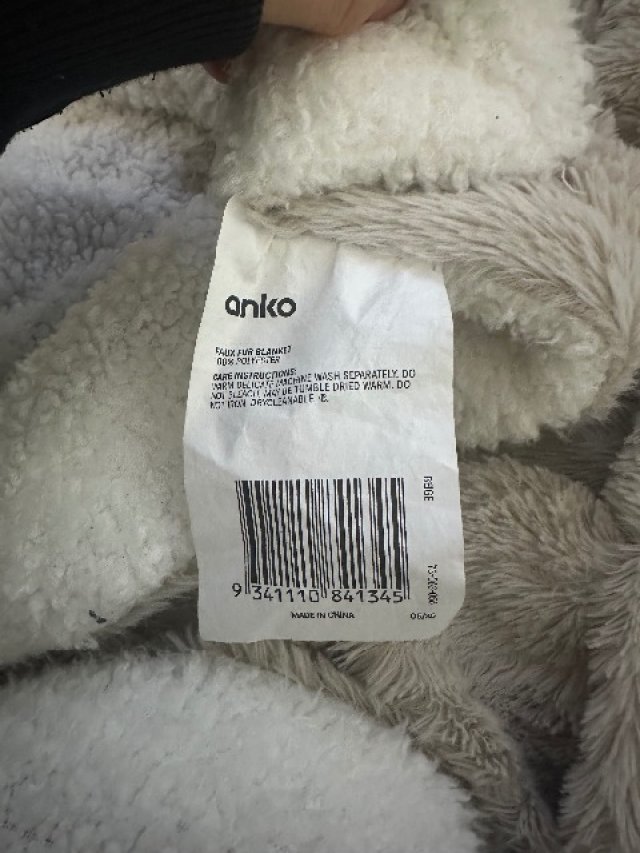 anko
FAUX FUR BLANKET
100% POLYESTER
CARE INSTRUCTIONS:
WARM DELICATE MACHINE WASH SEPARATELY. DO
NOT BLEACH. MAY BE TUMBLE DRIED WARM. DO
NOT IRON. DRYCLEANABLE
BEIGE
9 341110 841345
MADE IN CHINA